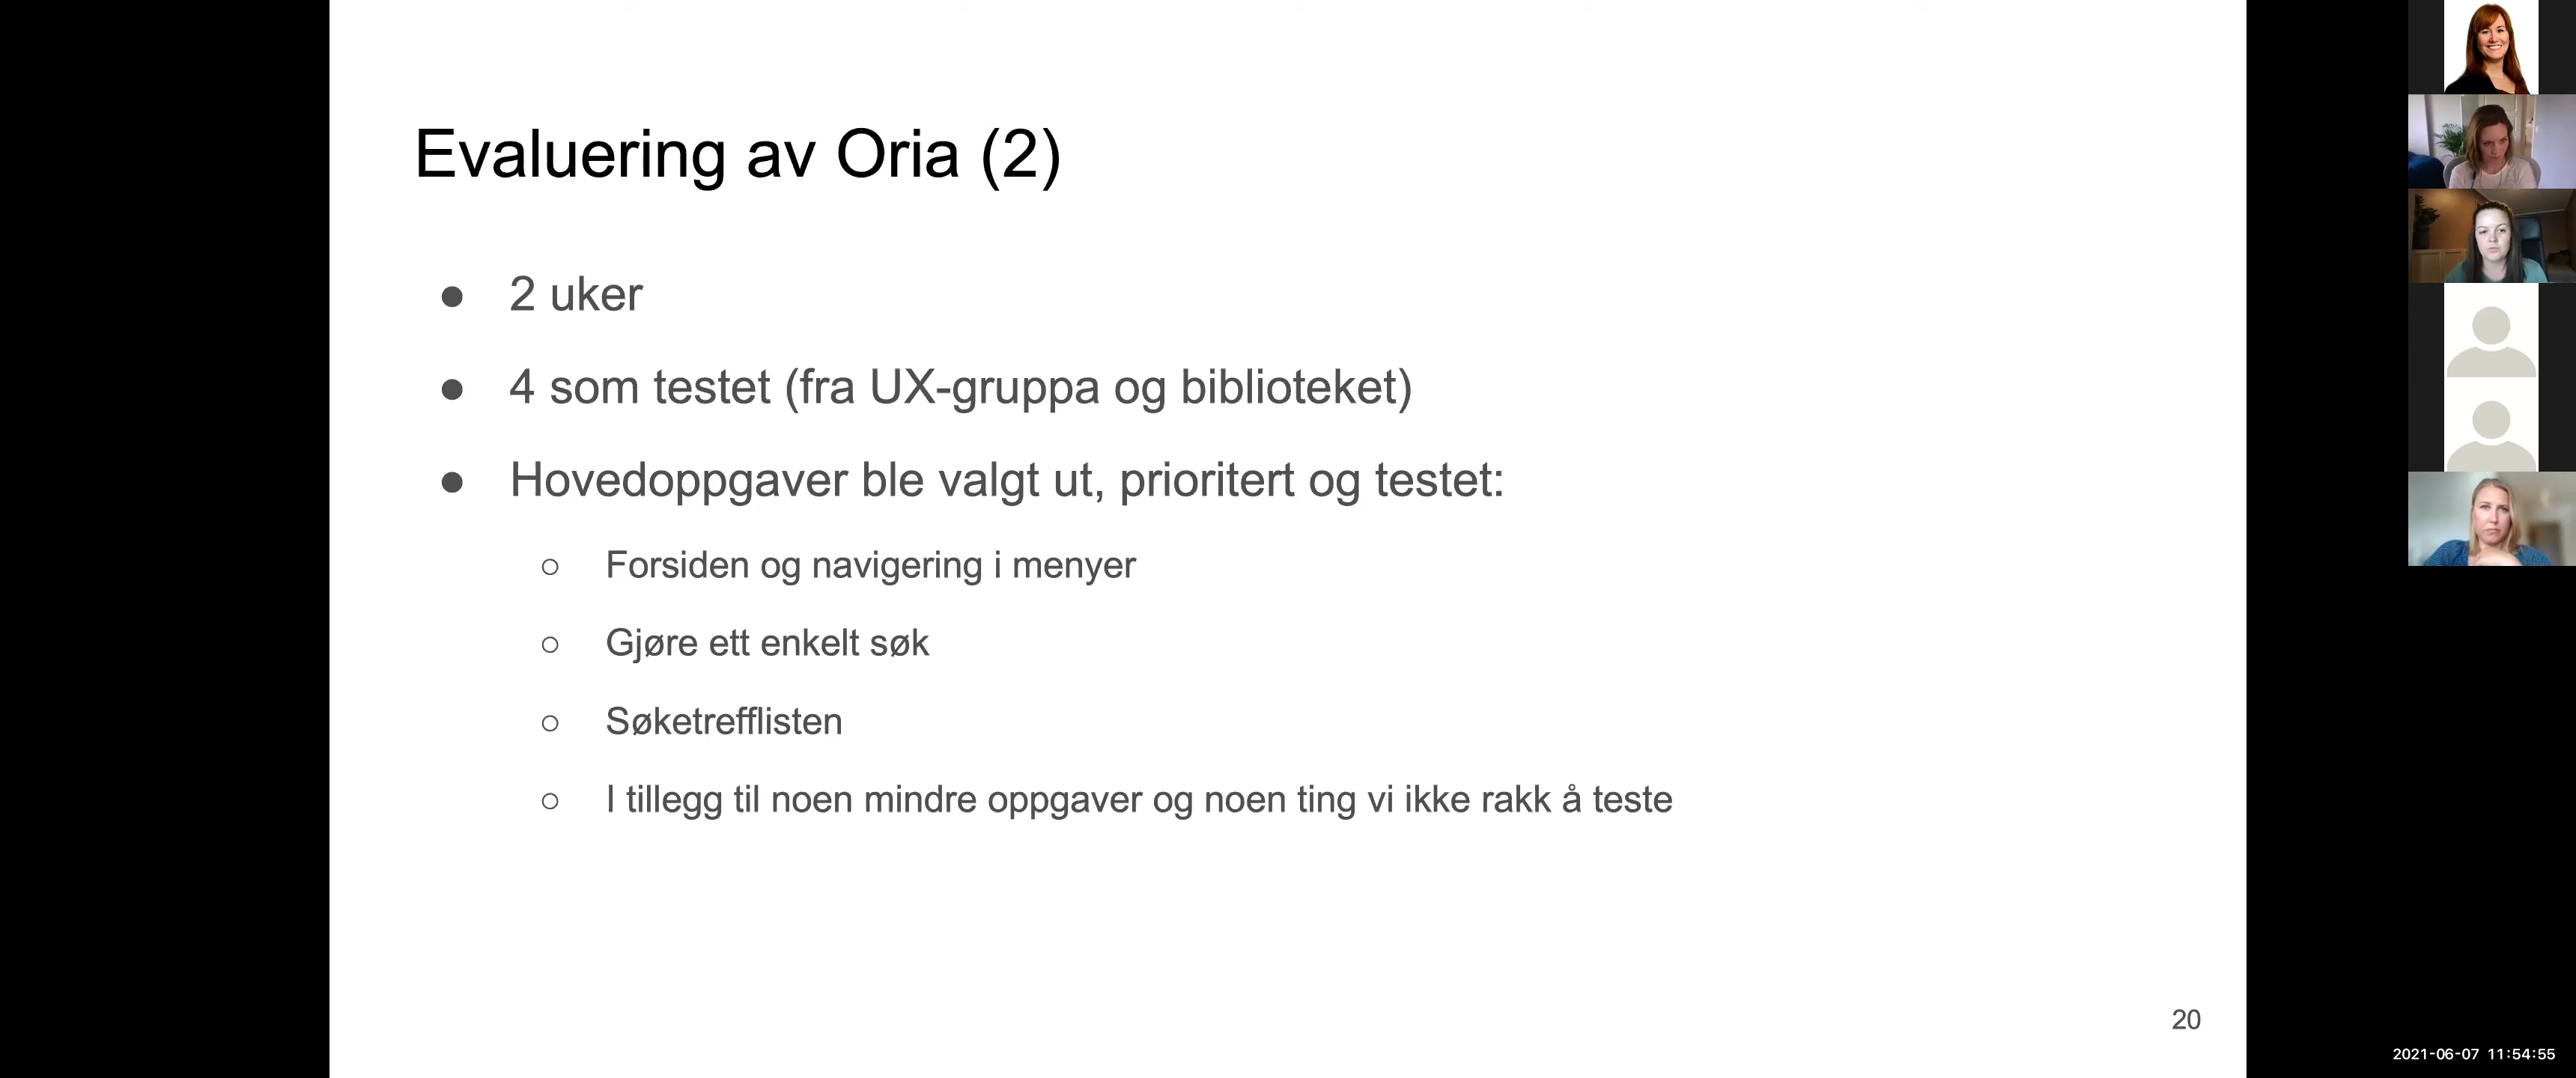 Evaluering av Oria (2)
● 2 uker
● 4 som testet (fra UX-gruppa og biblioteket)
● Hovedoppgaver ble valgt ut, prioritert og testet:
○ Forsiden og navigering i menyer
○ Gjøre ett enkelt søk
○ Søketrefflisten
○ I tillegg til noen mindre oppgaver og noen ting vi ikke rakk å teste
20
2021-06-07 11:54:55